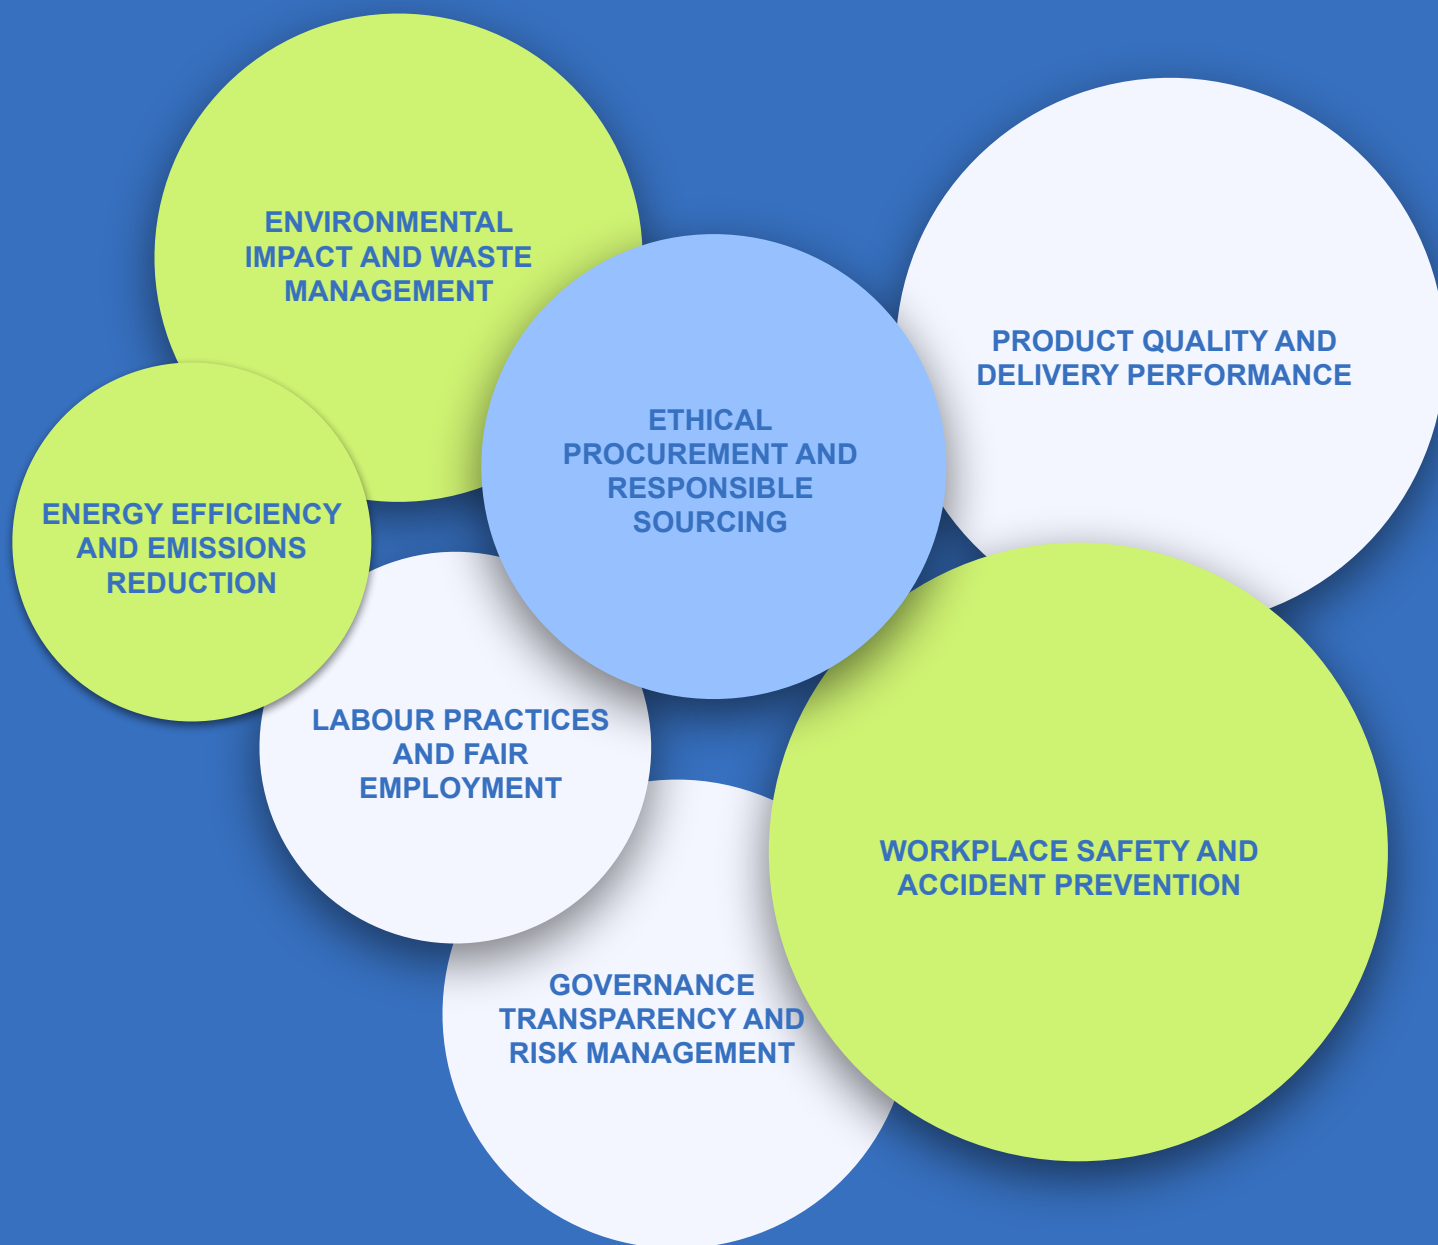 ENVIRONMENTAL
IMPACT AND WASTE
MANAGEMENT
PRODUCT QUALITY AND
DELIVERY PERFORMANCE
ETHICAL
PROCUREMENT AND
RESPONSIBLE
SOURCING
ENERGY EFFICIENCY
AND EMISSIONS
REDUCTION
LABOUR PRACTICES
AND FAIR
EMPLOYMENT
WORKPLACE SAFETY AND
ACCIDENT PREVENTION
GOVERNANCE
TRANSPARENCY AND
RISK MANAGEMENT